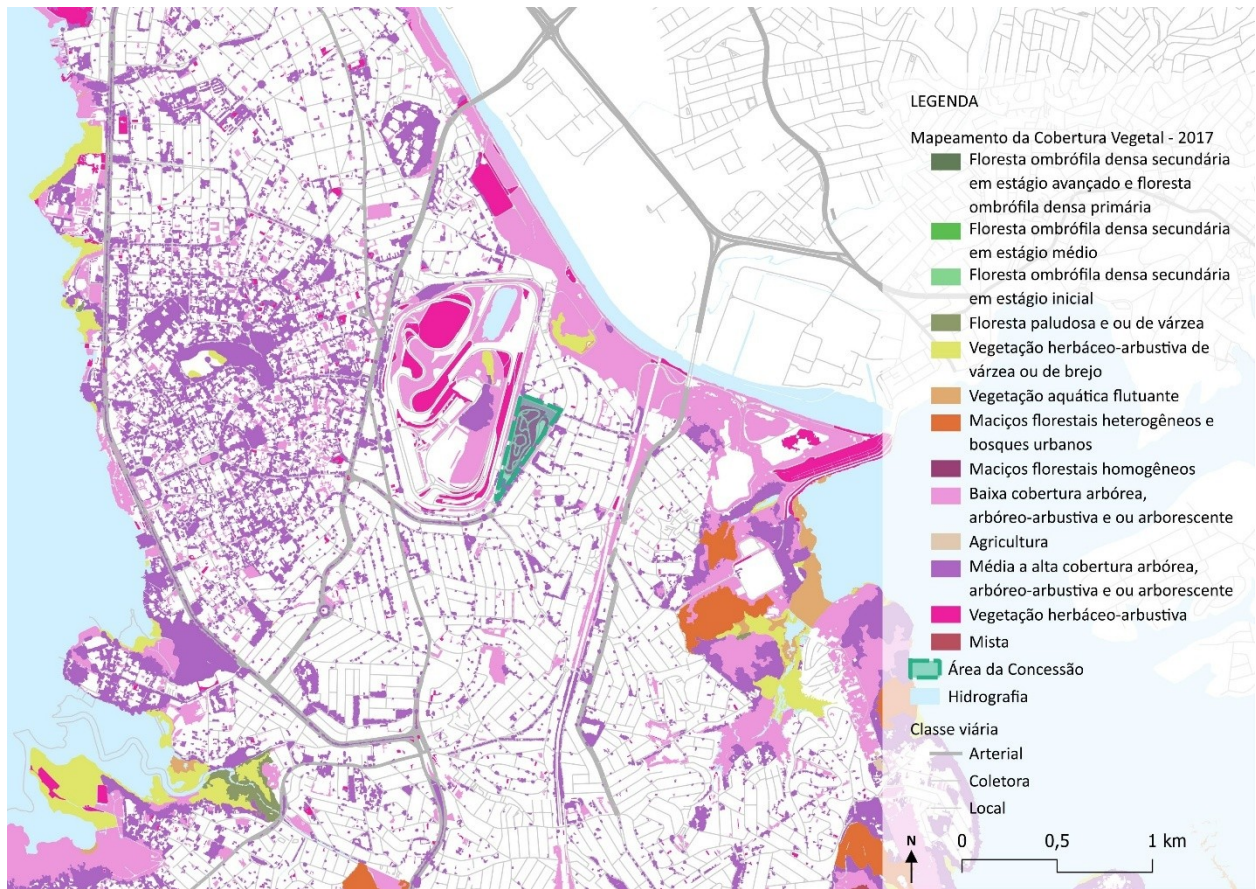 LEGENDA
Mapeamento da Cobertura Vegetal - 2017
Floresta ombrófila densa secundária
em estágio avançado e floresta
ombrófila densa primária
Floresta ombrófila densa secundária
em estágio médio
Floresta ombrófila densa secundária
em estágio inicial
Floresta paludosa e ou de várzea
Vegetação herbáceo-arbustiva de
várzea ou de brejo
Vegetação aquática flutuante
Maciços florestais heterogêneos e
bosques urbanos
Maciços florestais homogêneos
Baixa cobertura arbórea,
arbóreo-arbustiva e ou arborescente
Agricultura
Média a alta cobertura arbórea,
arbóreo-arbustiva e ou arborescente
Vegetação herbáceo-arbustiva
Mista
Área da Concessão
Hidrografia
Classe viária
Arterial
Coletora
Local
N 0 0,5 1 km